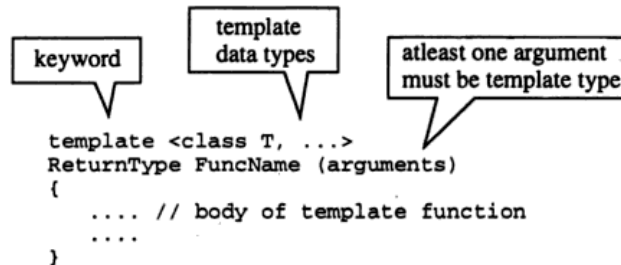 keyword
template
data types
atleast one argument
must be template type
template <class T, ...>
ReturnType FuncName (arguments)
{
.... // body of template function
....
}